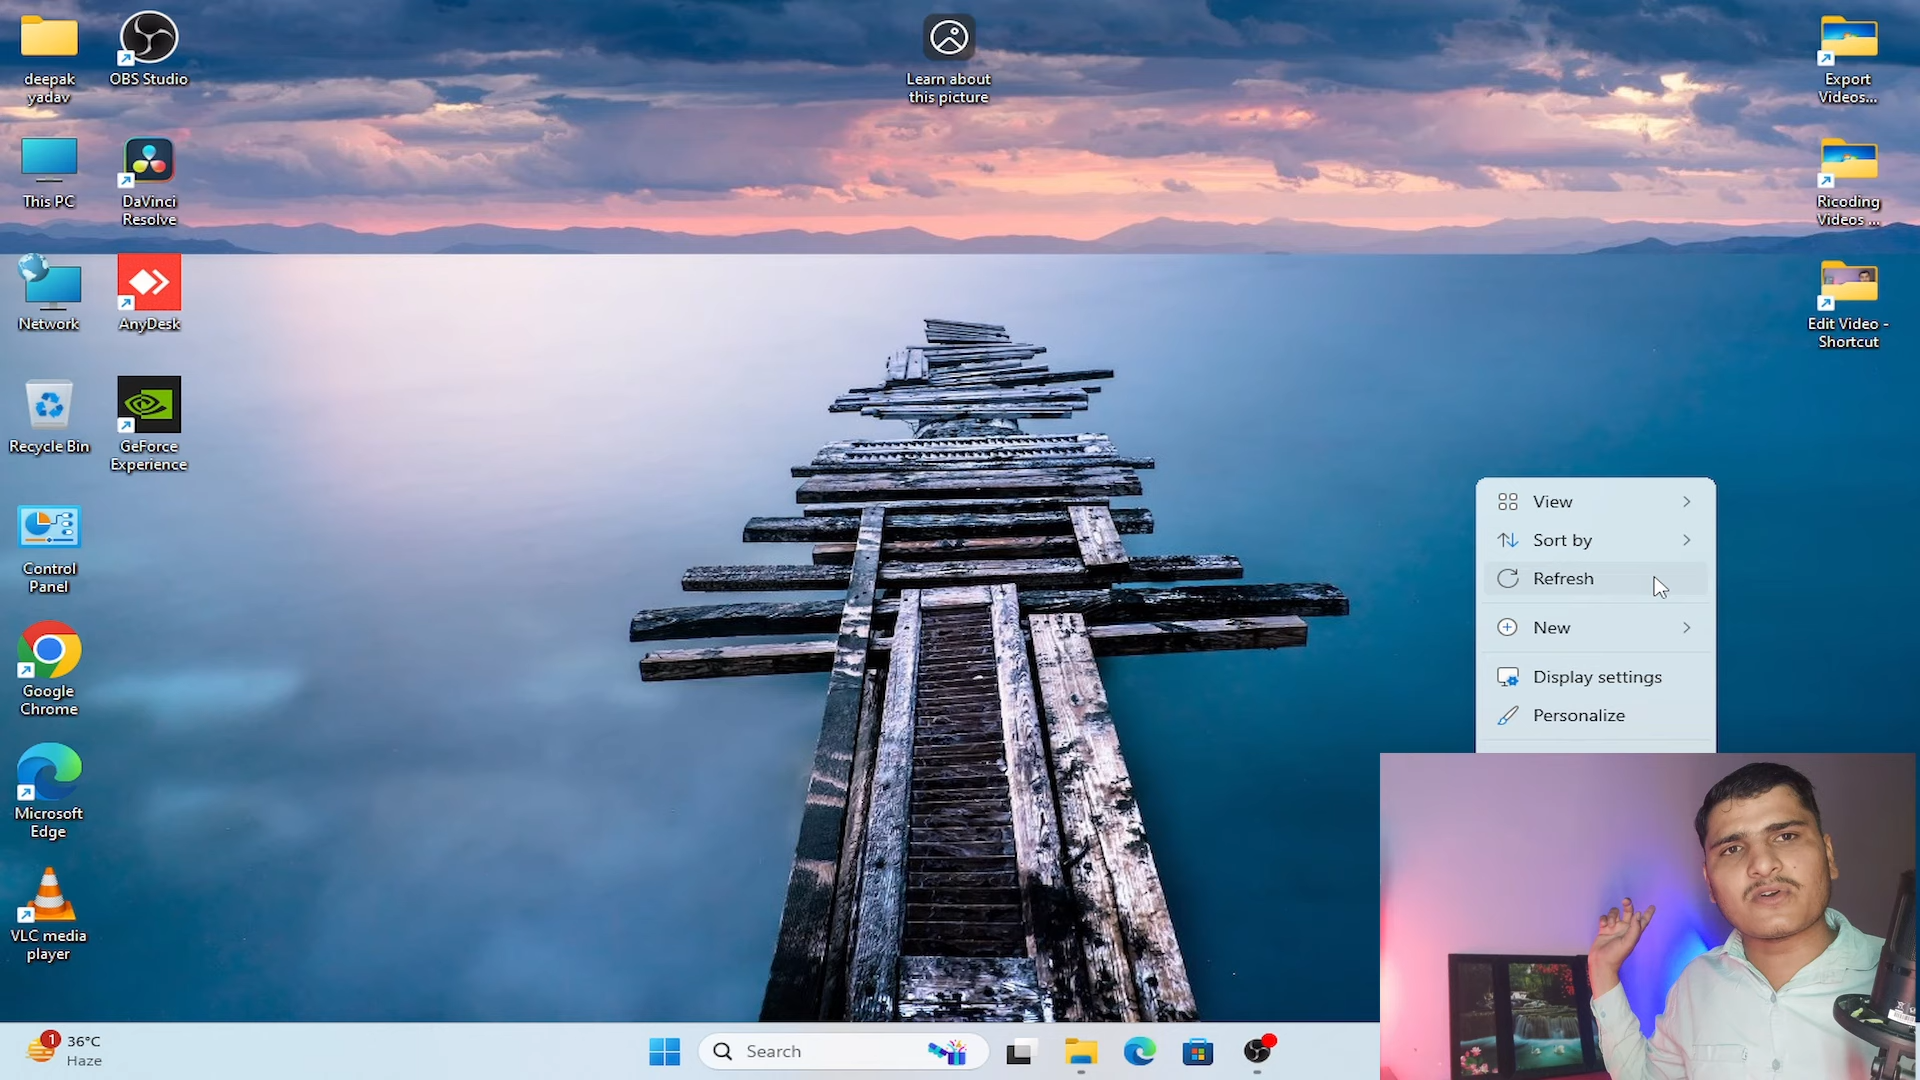 deepak
yadav
OBS Studio
Learn about
this picture
Export
Videos...
This PC
DaVinci
Resolve
Ricoding
Videos ...
Network
AnyDesk
Edit Video -
Shortcut
Recycle Bin
GeForce
Experience
View
Sort by
Refresh
New
Display settings
Personalize
Control
Panel
Google
Chrome
Microsoft
Edge
VLC media
player
1
36°C
Haze
Search